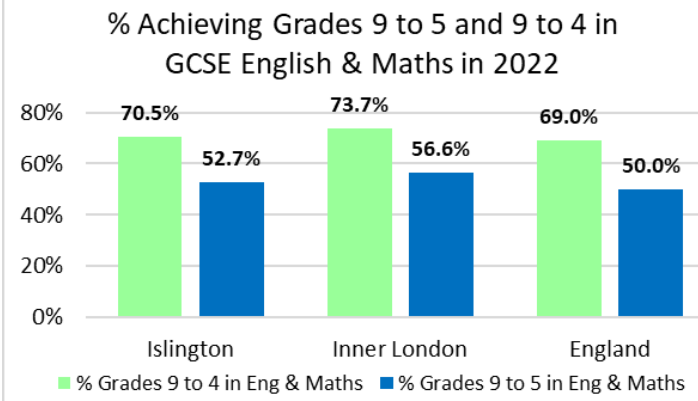 % Achieving Grades 9 to 5 and 9 to 4 in
GCSE English & Maths in 2022
80%
60%
40%
20%
0%
70.5%
52.7%
73.7%
56.6%
69.0%
50.0%
Islington
Inner London
England
% Grades 9 to 4 in Eng & Maths
% Grades 9 to 5 in Eng & Maths